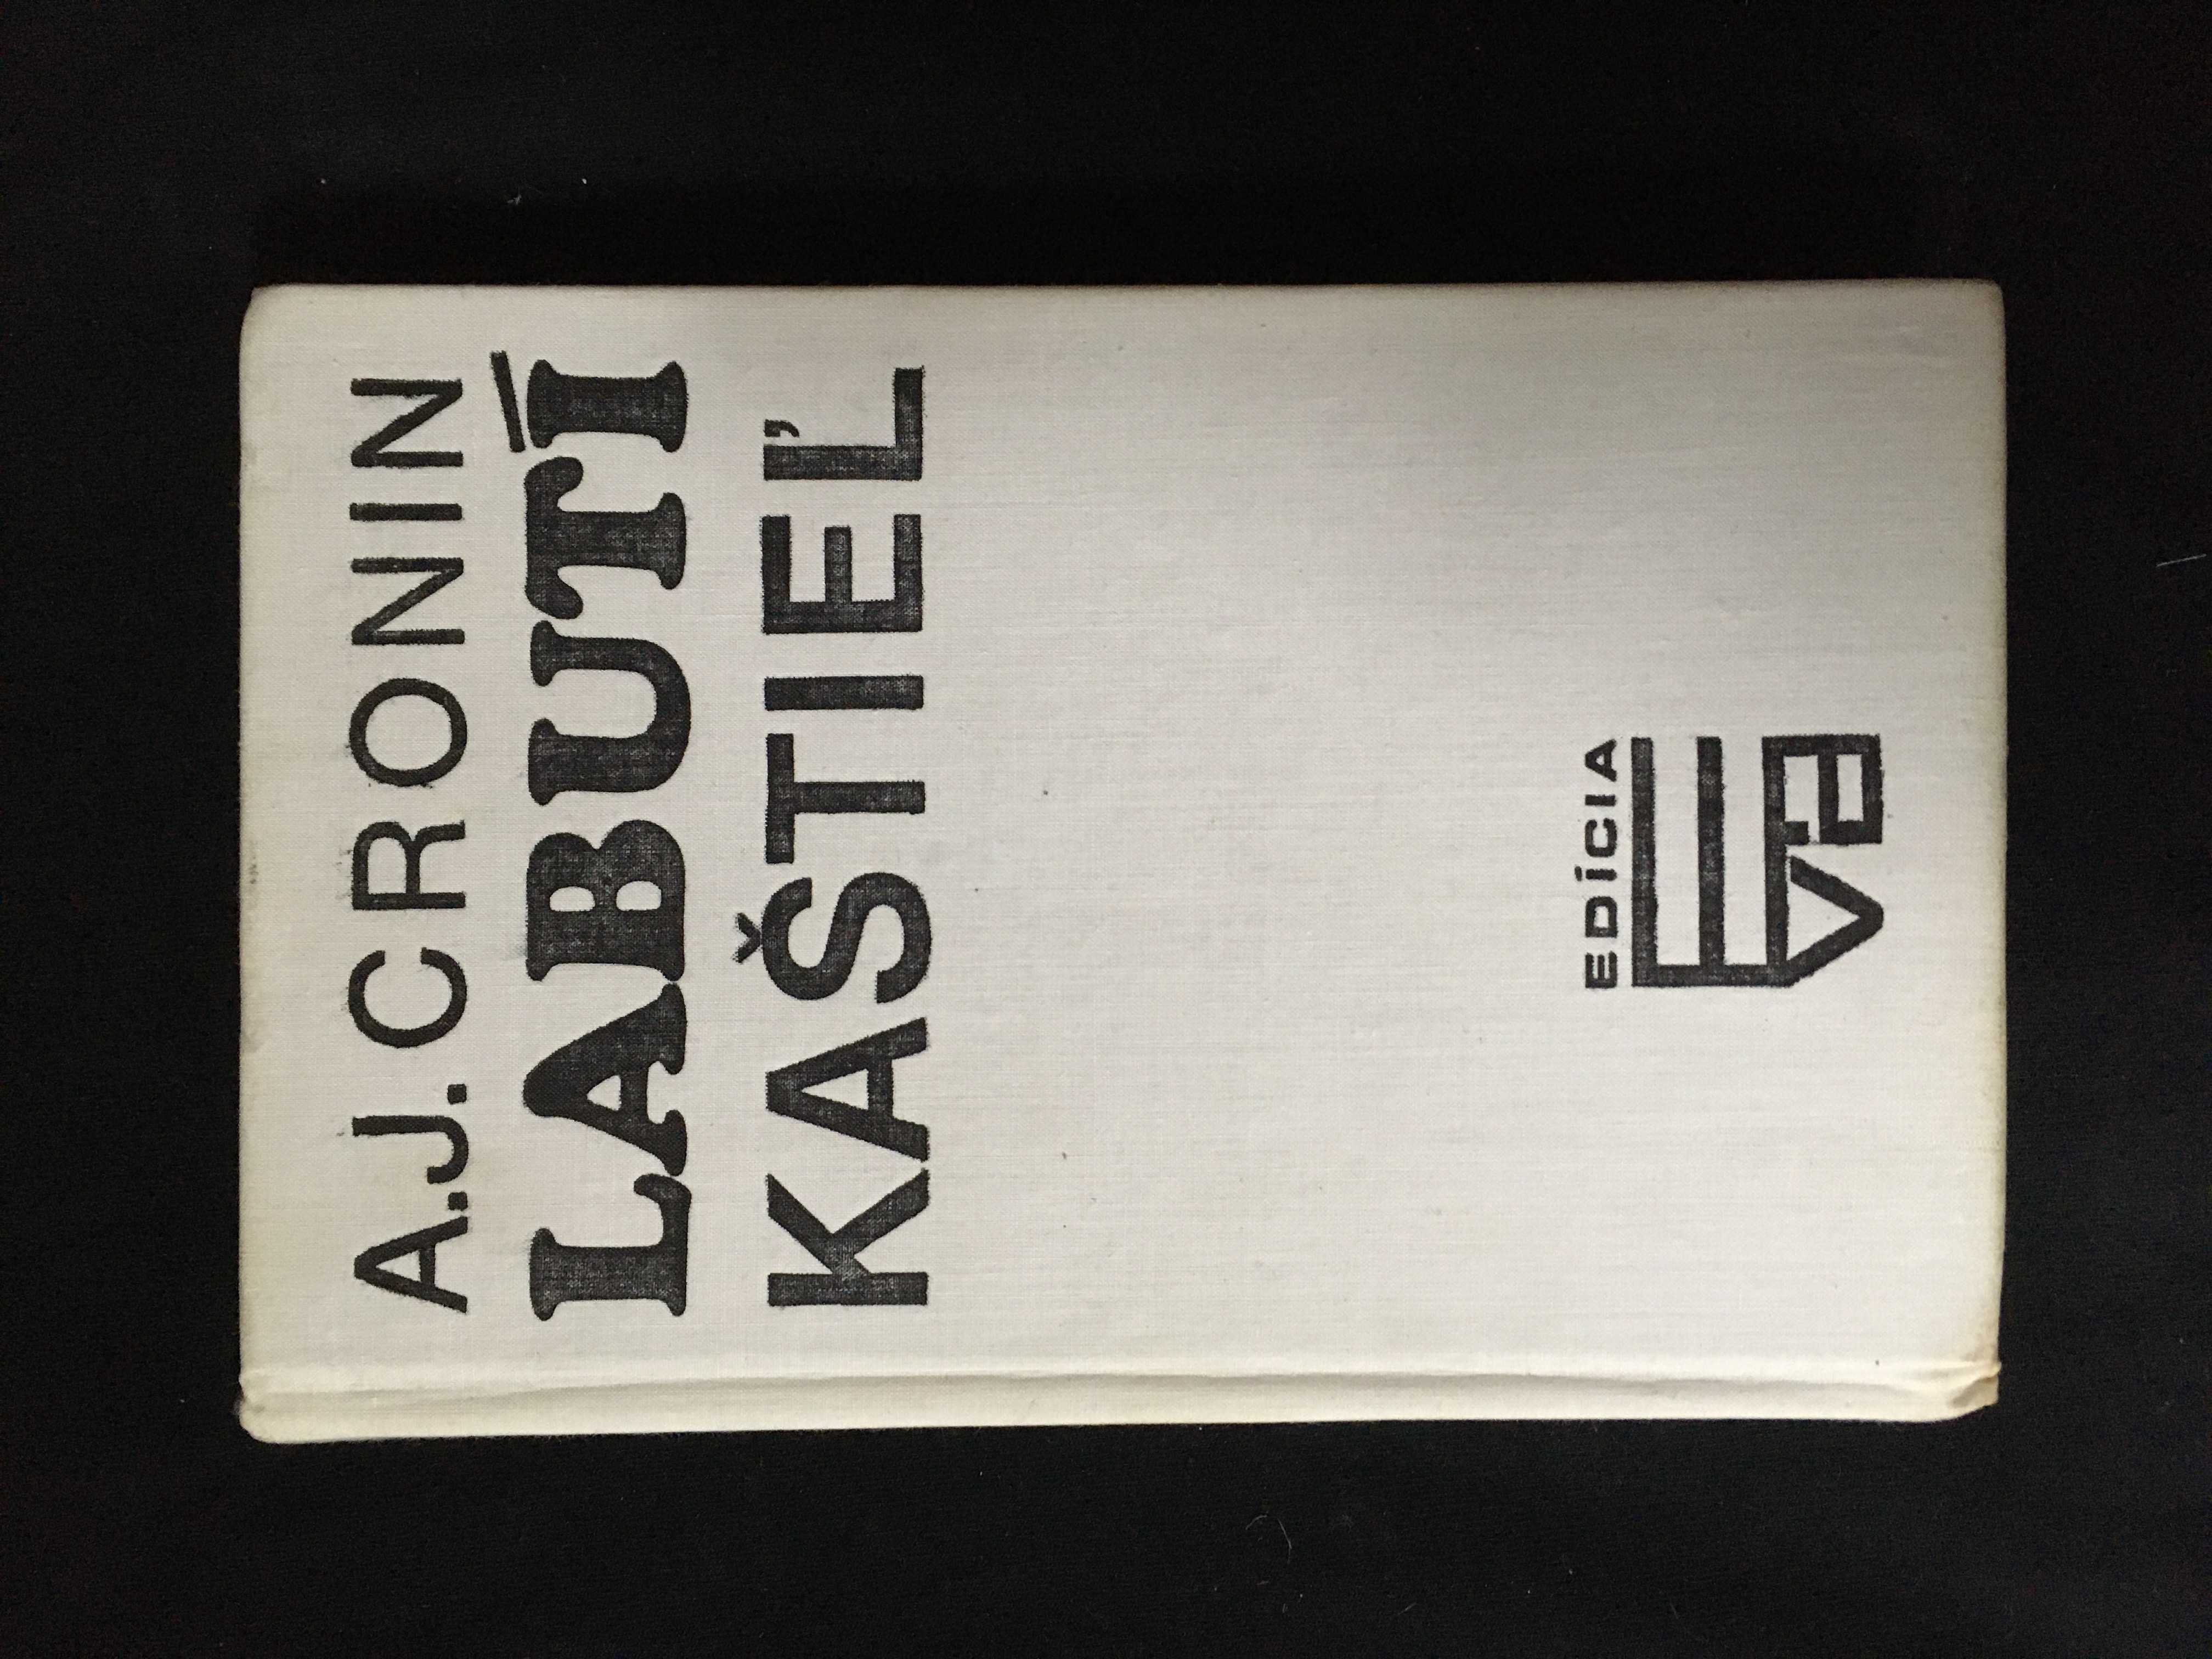 A.J. CRONIN
LABUTÍ
KAŠTIEĽ
EDÍCIA
Eva